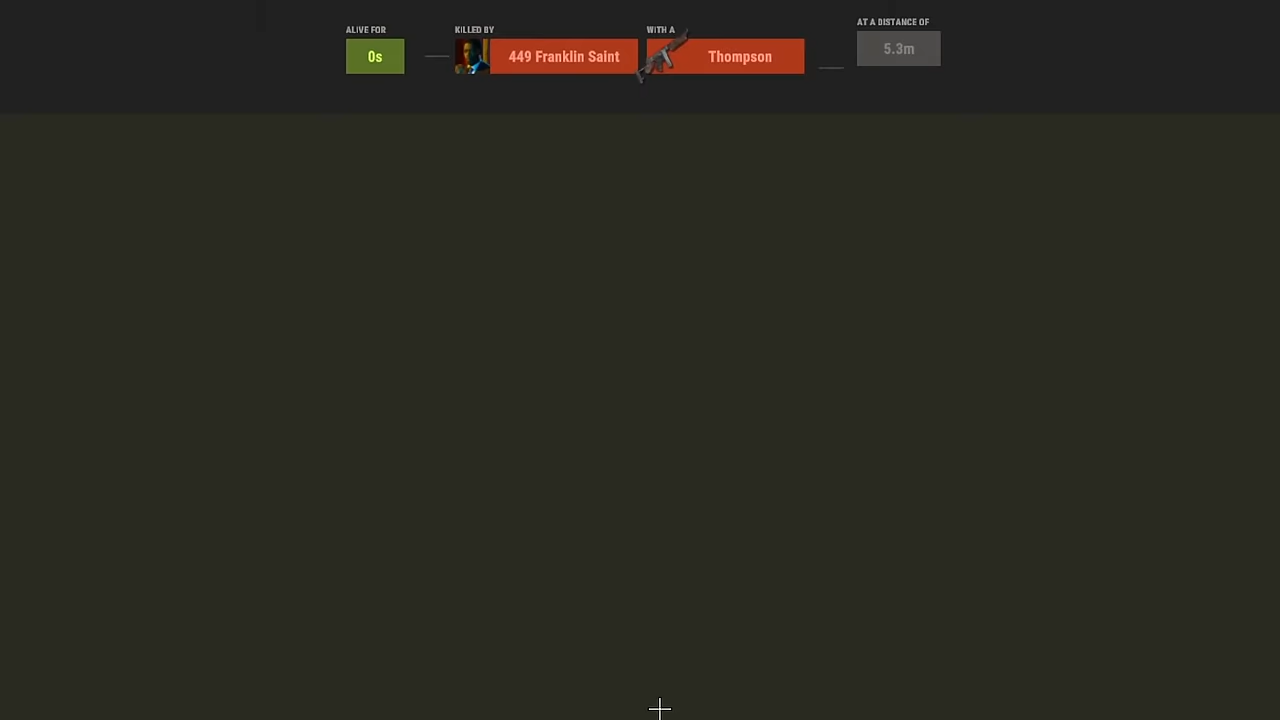 ALIVE FOR
0s
KILLED BY
449 Franklin Saint
WITH A
Thompson
AT A DISTANCE OF
5.3m